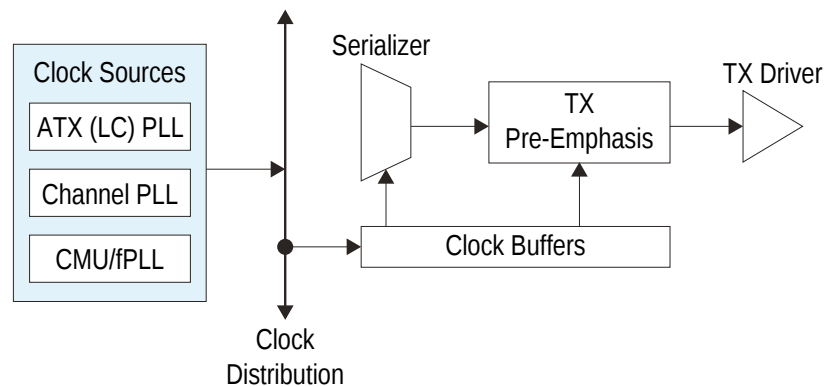 Clock Sources
ATX (LC) PLL
Channel PLL
CMU/fPLL
Clock
Distribution
Serializer
TX
Pre-Emphasis
TX Driver
Clock Buffers